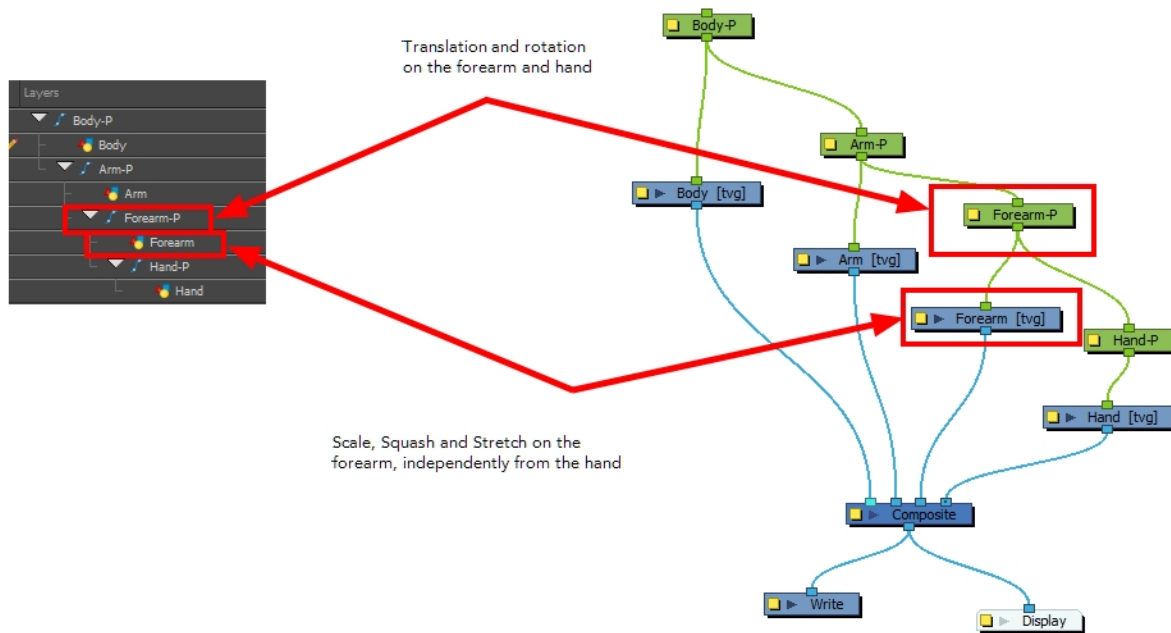 Body-P
Translation and rotation
on the forearm and hand
Layers
Body-P
Body
Arm-P
Arm
Forearm-P
Forearm
Hand-P
Hand
Arm-P
Body [tvg]
Forearm-P
Arm [tvg]
Forearm [tvg]
Hand-P
Hand [tvg]
Scale, Squash and Stretch on the
forearm, independently from the hand
Composite
Write
Display